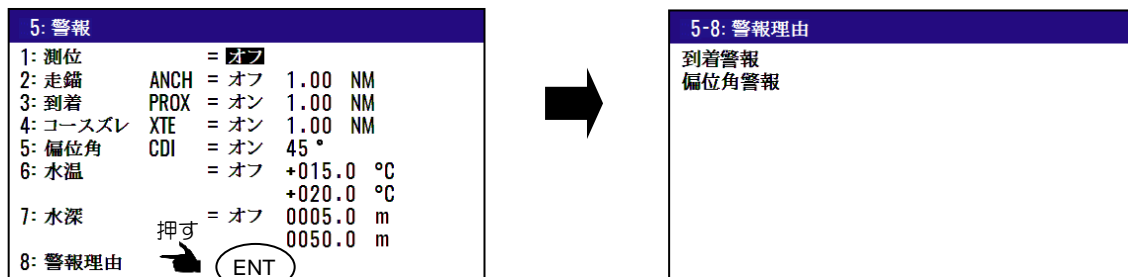 5: 警報
1: 測位 = オフ
2: 走錨 ANCH = オフ 1.00 NM
3: 到着 PROX = オン 1.00 NM
4: コースズレ XTE = オン 1.00 NM
5: 偏位角 CDI = オン 45°
6: 水温 = オフ +015.0 °C
+020.0 °C
7: 水深 = オフ 0005.0 m
押す
0050.0 m
8: 警報理由
ENT
5-8: 警報理由
到着警報
偏位角警報